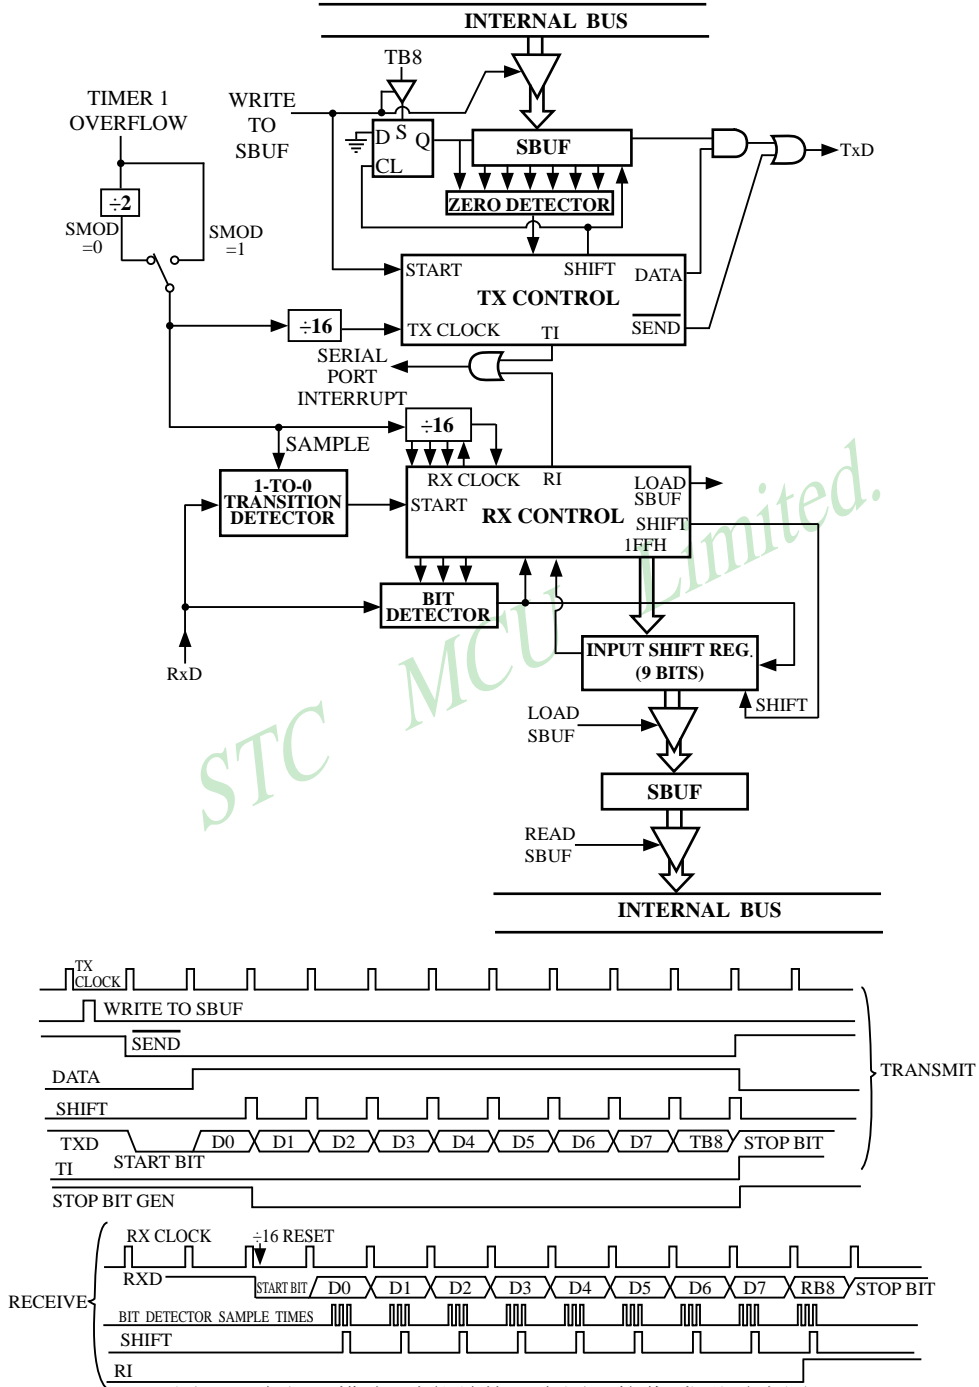 INTERNAL BUS
TB8
TIMER 1
OVERFLOW
WRITE
TO
SBUF
D
S
Q
CL
SBUF
TxD
ZERO DETECTOR
÷2
SMOD
=0
SMOD
=1
START
SHIFT
DATA
TX CONTROL
÷16
TX CLOCK
TI
SEND
SERIAL
PORT
INTERRUPT
÷16
SAMPLE
RX CLOCK
RI
LOAD
SBUF
1-TO-0
TRANSITION
DETECTOR
START
RX CONTROL
SHIFT
1FFH
BIT
DETECTOR
INPUT SHIFT REG.
(9 BITS)
RxD
SHIFT
LOAD
SBUF
SBUF
READ
SBUF
INTERNAL BUS
STC MCU Limited.
TX
CLOCK
WRITE TO SBUF
SEND
DATA
TRANSMIT
SHIFT
TXD
START BIT
D0 D1 D2 D3 D4 D5 D6 D7 TB8 STOP BIT
TI
STOP BIT GEN
RX CLOCK
÷16 RESET
RXD
START BIT D0 D1 D2 D3 D4 D5 D6 D7 RB8 STOP BIT
RECEIVE
BIT DETECTOR SAMPLE TIMES
SHIFT
RI